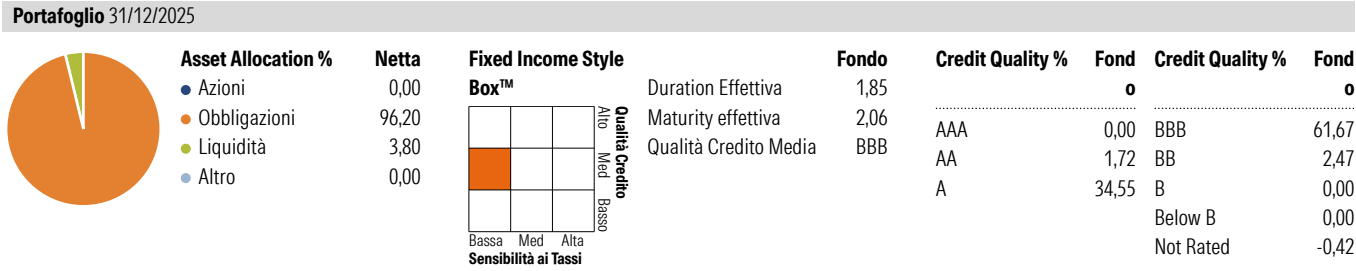 Portafoglio 31/12/2025
Asset Allocation % Netta
Azioni 0,00
Obbligazioni 96,20
Liquidità 3,80
Altro 0,00
Fixed Income Style
Box™
Alto Med Basso
Qualità Credito
Bassa Med Alta
Sensibilità ai Tassi
Fondo
Duration Effettiva 1,85
Maturity effettiva 2,06
Qualità Credito Media BBB
Credit Quality % Fond
o
AAA 0,00
AA 1,72
A 34,55
Credit Quality % Fond
o
BBB 61,67
BB 2,47
B 0,00
Below B 0,00
Not Rated -0,42